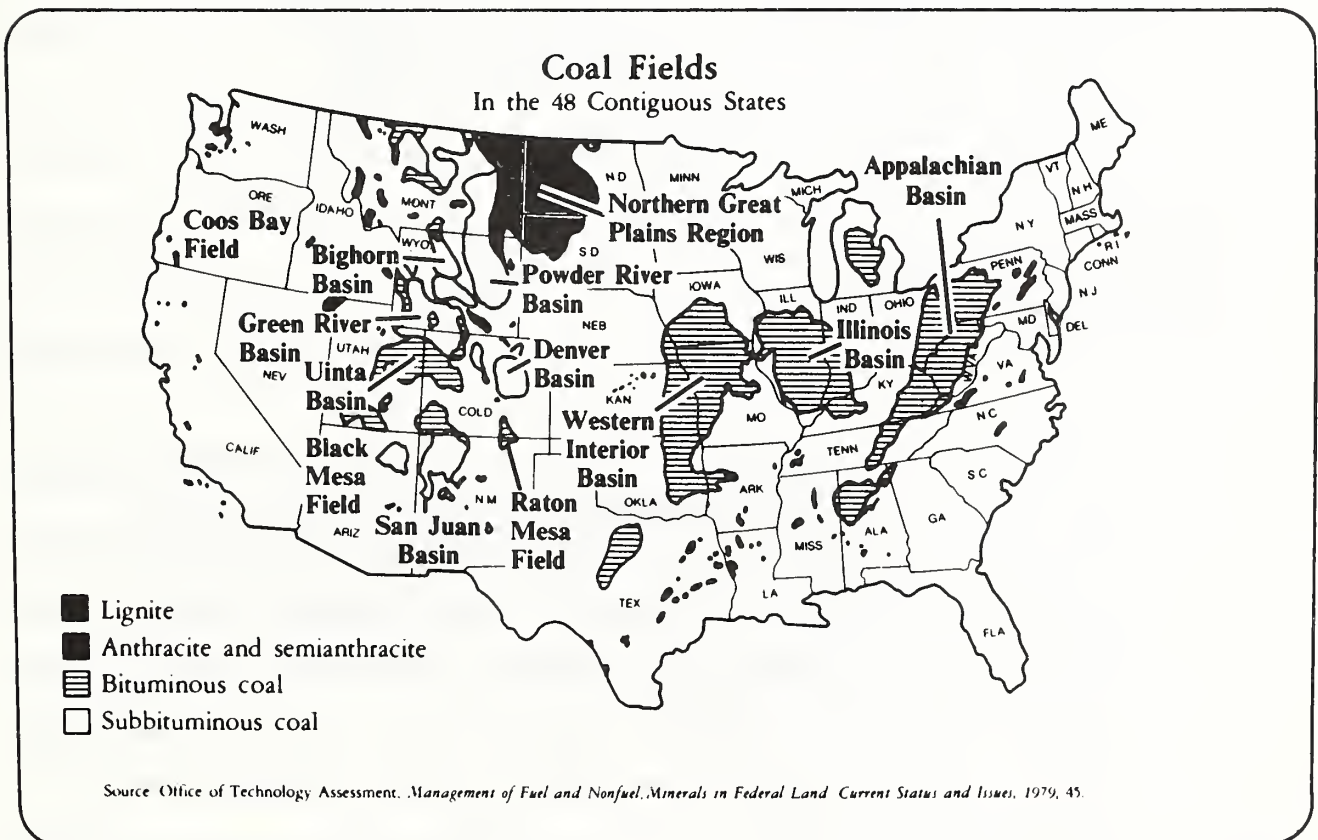 Coal Fields
In the 48 Contiguous States
WASH
ORE
Coos Bay
Field
IDAHO
MONT
WYO
Bighorn
Basin
Green River
Basin
UTAH
NEV
Uinta
Basin
CALIF
Black
Mesa
Field
ARIZ
San Juan
Basin
NM
Raton
Mesa
Field
COLD
Denver
Basin
Powder River
Basin
Northern Great
Plains Region
ND
SD
NEB
KAN
Western
Interior
Basin
OKLA
TEX
MINN
WIS
MICH
IOWA
ILL
IND
OHIO
Illinois
Basin
MO
ARK
LA
MISS
ALA
TENN
KY
GA
FLA
SC
NC
VA
MD
DEL
NJ
PENN
NY
CONN
RI
MASS
VT
NH
ME
Appalachian
Basin
Lignite
Anthracite and semianthracite
Bituminous coal
Subbituminous coal
Source Office of Technology Assessment. Management of Fuel and Nonfuel Minerals in Federal Land Current Status and Issues, 1979, 45.